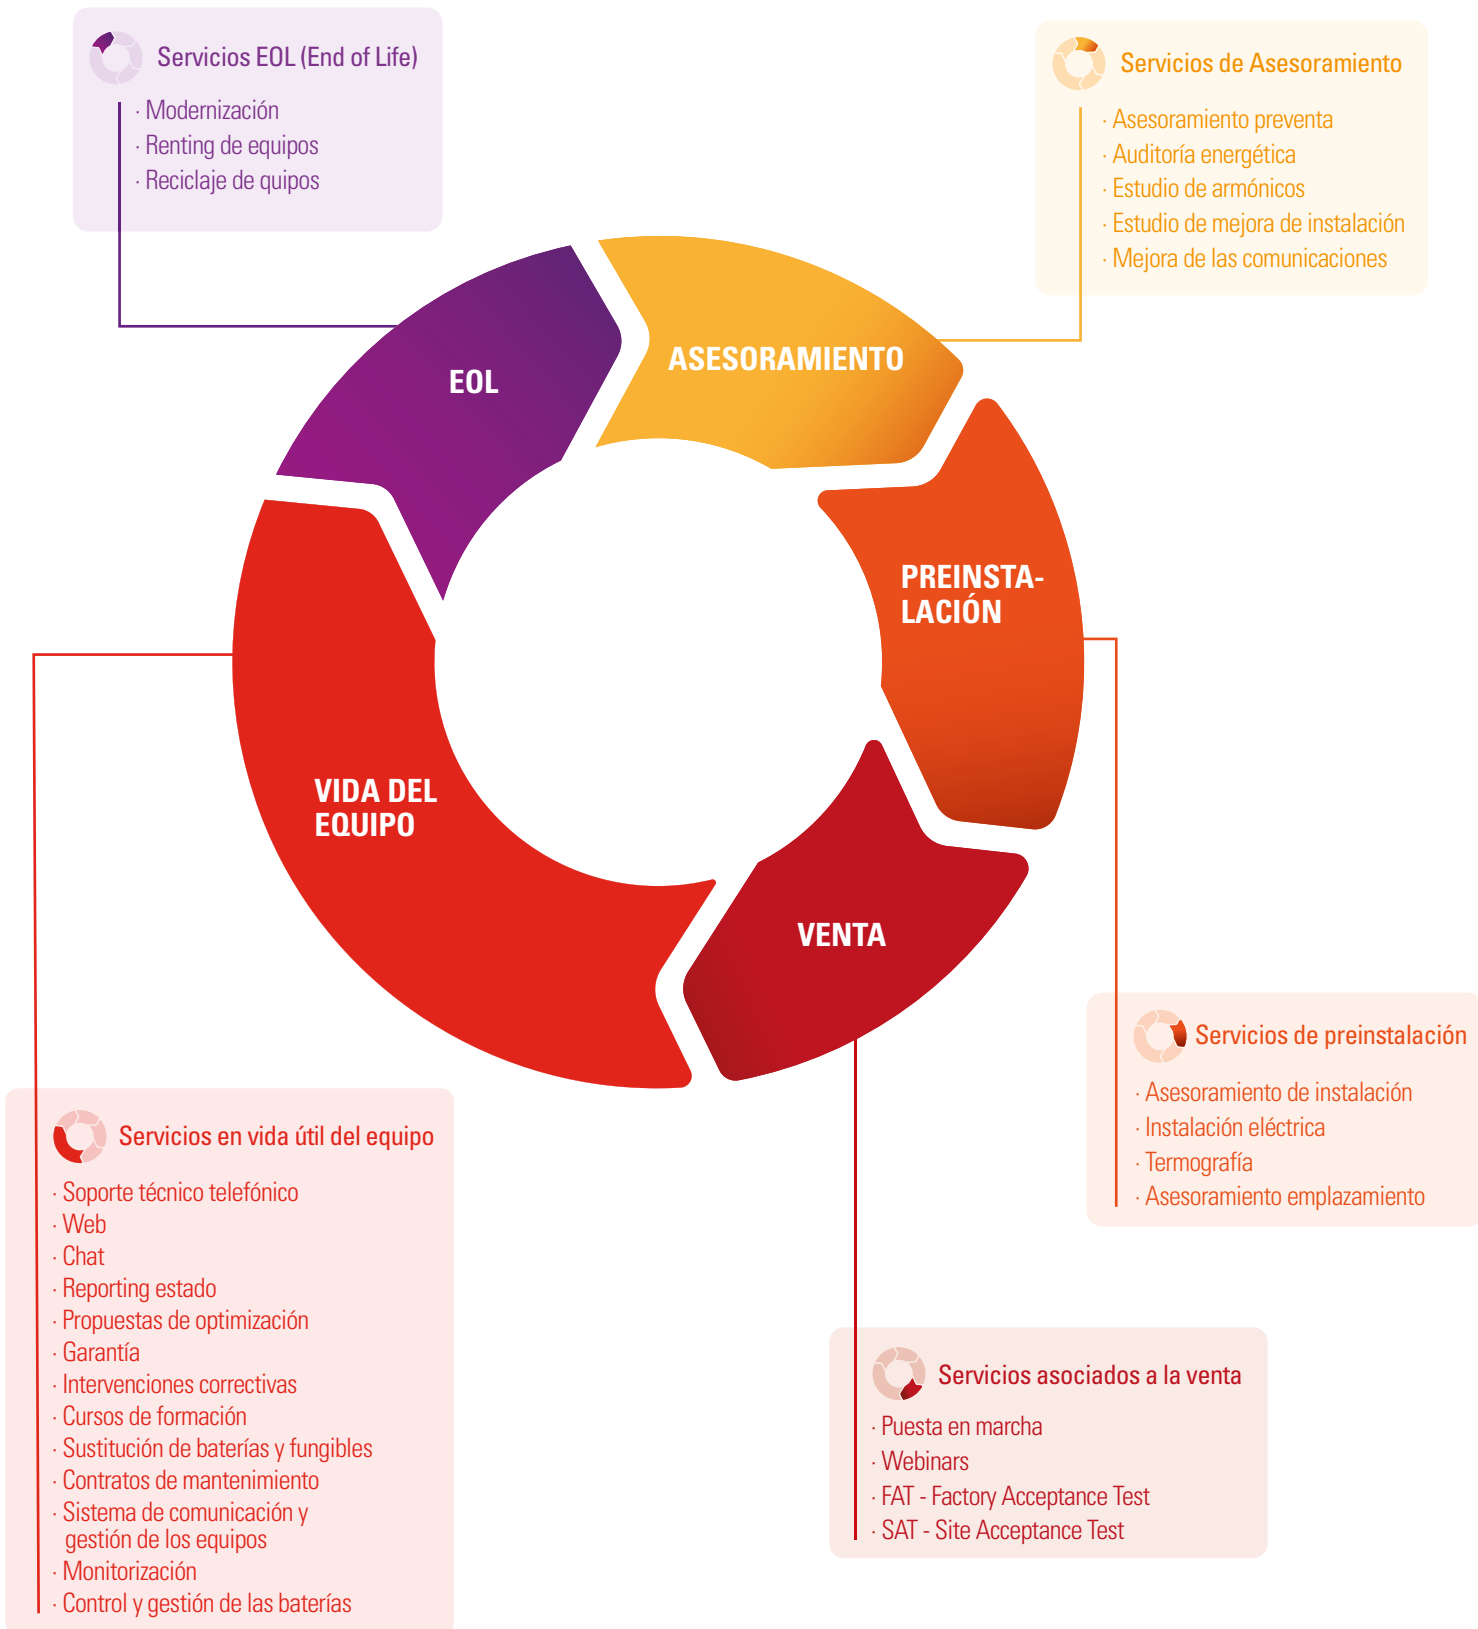 Servicios EOL (End of Life)
· Modernización
· Renting de equipos
· Reciclaje de quipos
Servicios de Asesoramiento
· Asesoramiento preventa
· Auditoría energética
· Estudio de armónicos
· Estudio de mejora de instalación
· Mejora de las comunicaciones
EOL
ASESORAMIENTO
PREINSTA-
LACIÓN
VIDA DEL
EQUIPO
VENTA
Servicios de preinstalación
· Asesoramiento de instalación
· Instalación eléctrica
· Termografía
· Asesoramiento emplazamiento
Servicios en vida útil del equipo
· Soporte técnico telefónico
· Web
· Chat
· Reporting estado
· Propuestas de optimización
· Garantía
· Intervenciones correctivas
· Cursos de formación
· Sustitución de baterías y fungibles
· Contratos de mantenimiento
· Sistema de comunicación y
gestión de los equipos
· Monitorización
· Control y gestión de las baterías
Servicios asociados a la venta
· Puesta en marcha
· Webinars
· FAT - Factory Acceptance Test
· SAT - Site Acceptance Test